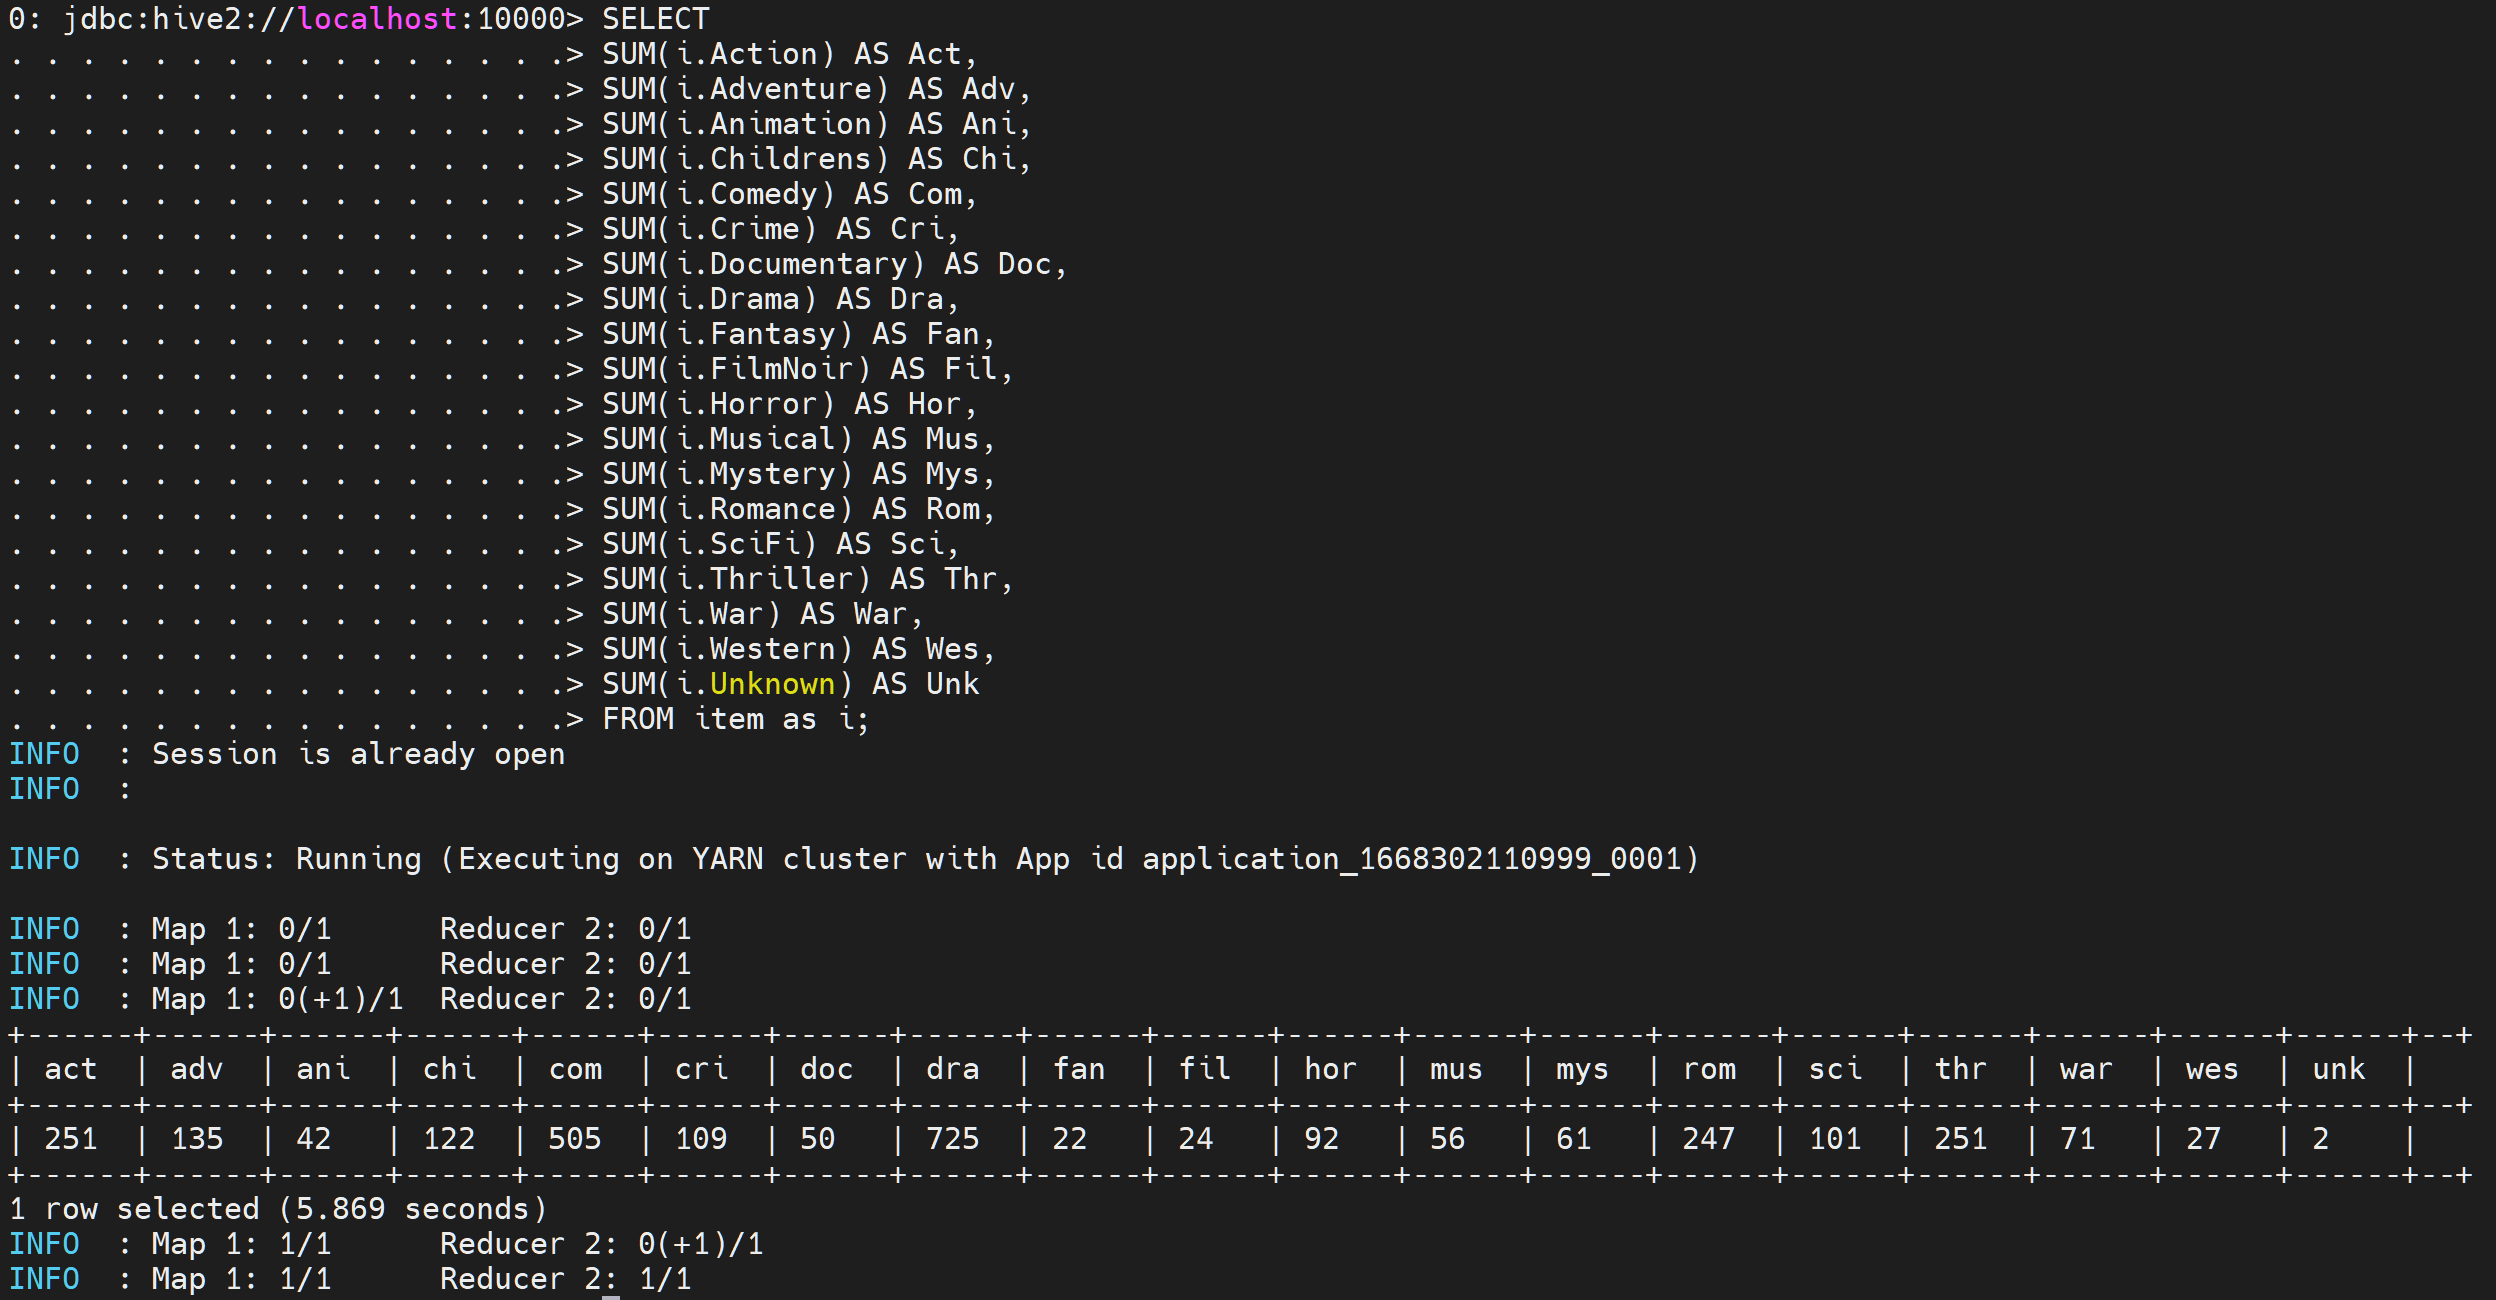 0: jdbc:hive2://localhost:10000> SELECT
. . . . . . . . . . . . . . . .> SUM(i.Action) AS Act,
. . . . . . . . . . . . . . . .> SUM(i.Adventure) AS Adv,
. . . . . . . . . . . . . . . .> SUM(i.Animation) AS Ani,
. . . . . . . . . . . . . . . .> SUM(i.Childrens) AS Chi,
. . . . . . . . . . . . . . . .> SUM(i.Comedy) AS Com,
. . . . . . . . . . . . . . . .> SUM(i.Crime) AS Cri,
. . . . . . . . . . . . . . . .> SUM(i.Documentary) AS Doc,
. . . . . . . . . . . . . . . .> SUM(i.Drama) AS Dra,
. . . . . . . . . . . . . . . .> SUM(i.Fantasy) AS Fan,
. . . . . . . . . . . . . . . .> SUM(i.FilmNoir) AS Fil,
. . . . . . . . . . . . . . . .> SUM(i.Horror) AS Hor,
. . . . . . . . . . . . . . . .> SUM(i.Musical) AS Mus,
. . . . . . . . . . . . . . . .> SUM(i.Mystery) AS Mys,
. . . . . . . . . . . . . . . .> SUM(i.Romance) AS Rom,
. . . . . . . . . . . . . . . .> SUM(i.SciFi) AS Sci,
. . . . . . . . . . . . . . . .> SUM(i.Thriller) AS Thr,
. . . . . . . . . . . . . . . .> SUM(i.War) AS War,
. . . . . . . . . . . . . . . .> SUM(i.Western) AS Wes,
. . . . . . . . . . . . . . . .> SUM(i.Unknown) AS Unk
. . . . . . . . . . . . . . . .> FROM item as i;
INFO  : Session is already open
INFO  :
INFO  : Status: Running (Executing on YARN cluster with App id application_1668302110999_0001)
INFO  : Map 1: 0/1      Reducer 2: 0/1
INFO  : Map 1: 0/1      Reducer 2: 0/1
INFO  : Map 1: 0(+1)/1  Reducer 2: 0/1
+------+------+------+------+------+------+------+------+------+------+------+------+------+------+------+------+------+------+------+--+
| act  | adv  | ani  | chi  | com  | cri  | doc  | dra  | fan  | fil  | hor  | mus  | mys  | rom  | sci  | thr  | war  | wes  | unk  |
+------+------+------+------+------+------+------+------+------+------+------+------+------+------+------+------+------+------+------+--+
| 251  | 135  | 42   | 122  | 505  | 109  | 50   | 725  | 22   | 24   | 92   | 56   | 61   | 247  | 101  | 251  | 71   | 27   | 2    |
+------+------+------+------+------+------+------+------+------+------+------+------+------+------+------+------+------+------+------+--+
1 row selected (5.869 seconds)
INFO  : Map 1: 1/1      Reducer 2: 0(+1)/1
INFO  : Map 1: 1/1      Reducer 2: 1/1